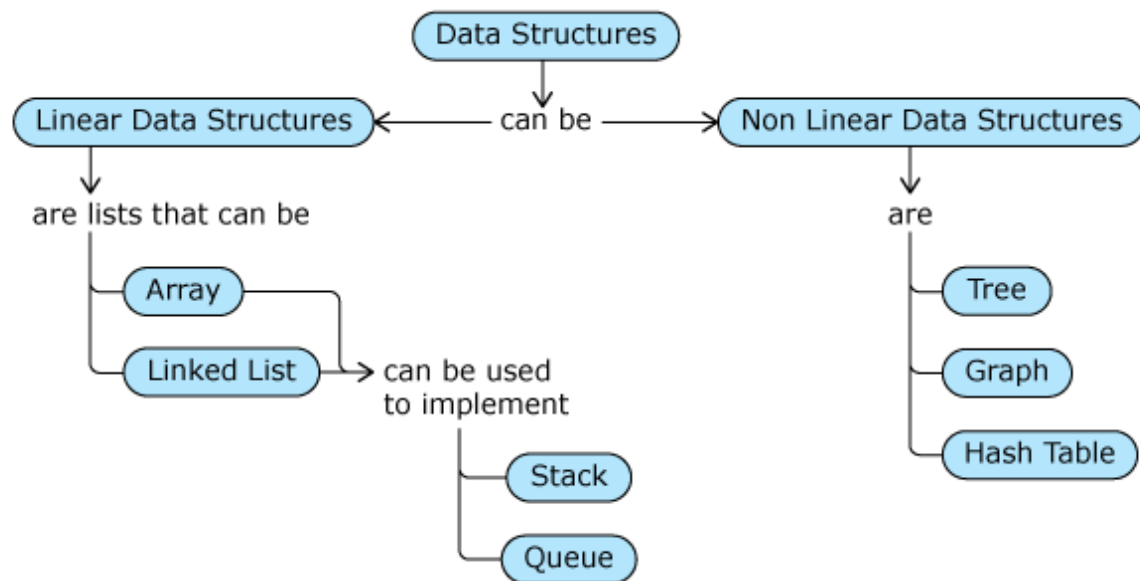 Data Structures
Linear Data Structures
can be
Non Linear Data Structures
are lists that can be
are
Array
Tree
Linked List
can be used
to implement
Graph
Hash Table
Stack
Queue